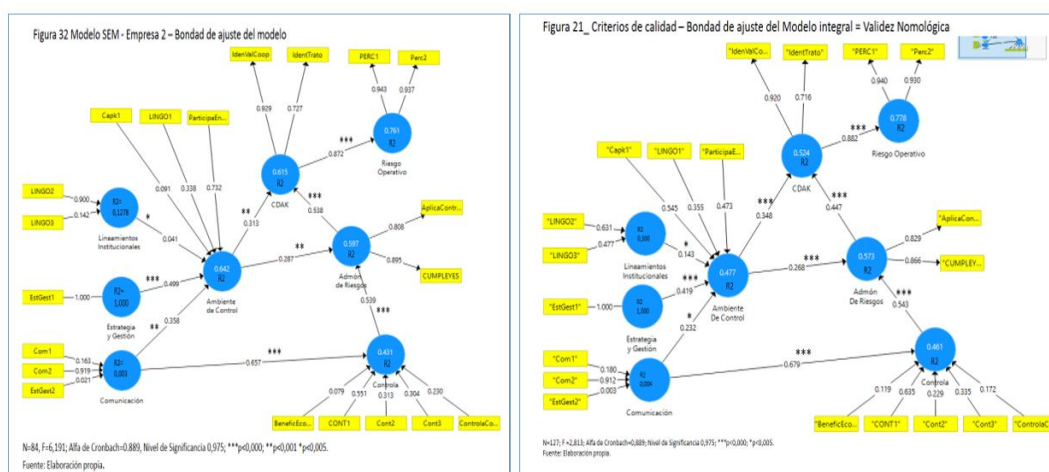 Figura 32 Modelo SEM - Empresa 2 – Bondad de ajuste del modelo
IdenValCoop
IdentTrato
PERC1
Perc2
0.929
0.727
0.943
0.937
Capk1
LINGO1
ParticipaEn...
***
0.872
0.761
R2
Riesgo
Operativo
0.615
R2
CDAK
0.091
0.338
0.732
LINGO2
0.900
LINGO3
0.142
R2=
0,1278
Lineamientos
Institucionales
*
0.041
**
0.313
***
0.538
AplicaContr...
0.808
0.597
R2
Admón
de Riesgos
0.895
CUMPLEYES
**
0.287
0.642
R2
Ambiente
de Control
***
0.499
EstGest1
1.000
R2=
1,000
Estrategia
y Gestión
**
0.358
0.539
***
Com1
0.163
Com2
0.919
EstGest2
0.021
R2=
0,003
Comunicación
***
0.657
0.431
R2
Controla
0.079
0.551
0.313
0.304
0.230
BeneficEco...
CONT1
Cont2
Cont3
ControlaCo...
N=84, F=6,191; Alfa de Cronbach=0.889, Nivel de Significancia 0,975; ***p<0,000; **p<0,001 *p<0,005.
Fuente: Elaboración propia.
Figura 21_ Criterios de calidad – Bondad de ajuste del Modelo integral = Validez Nomológica
"IdenValCo...
"IdentTrato"
"PERC1"
"Perc2"
0.920
0.716
0.940
0.930
"Capk1"
"LINGO1"
"ParticipaE...
***
0.882
0.778
R2
Riesgo Operativo
0.524
R2
CDAK
0.545
0.355
0.473
"LINGO2"
0.631
"LINGO3"
0.477
R2
0,000
Lineamientos
Institucionales
*
0.143
***
0.348
***
0.447
"AplicaCon...
0.829
0.573
R2
Admón
De Riesgos
0.866
"CUMPLEY...
***
0.268
0.477
R2
Ambiente
De Control
***
0.419
"EstGest1"
1.000
R2
1,000
Estrategia
y Gestión
*
0.232
0.543
***
"Com1"
0.180
"Com2"
0.912
"EstGest2"
0.003
R2
0,004
Comunicación
***
0.679
0.461
R2
Controla
0.119
0.635
0.229
0.335
0.172
"BeneficEco...
"CONT1"
"Cont2"
"Cont3"
"ControlaC
N=127; F =2,813; Alfa de Cronbach=0,889; Nivel de Significancia 0,975; ***p<0,000; *p<0,005.
Fuente: Elaboración propia.